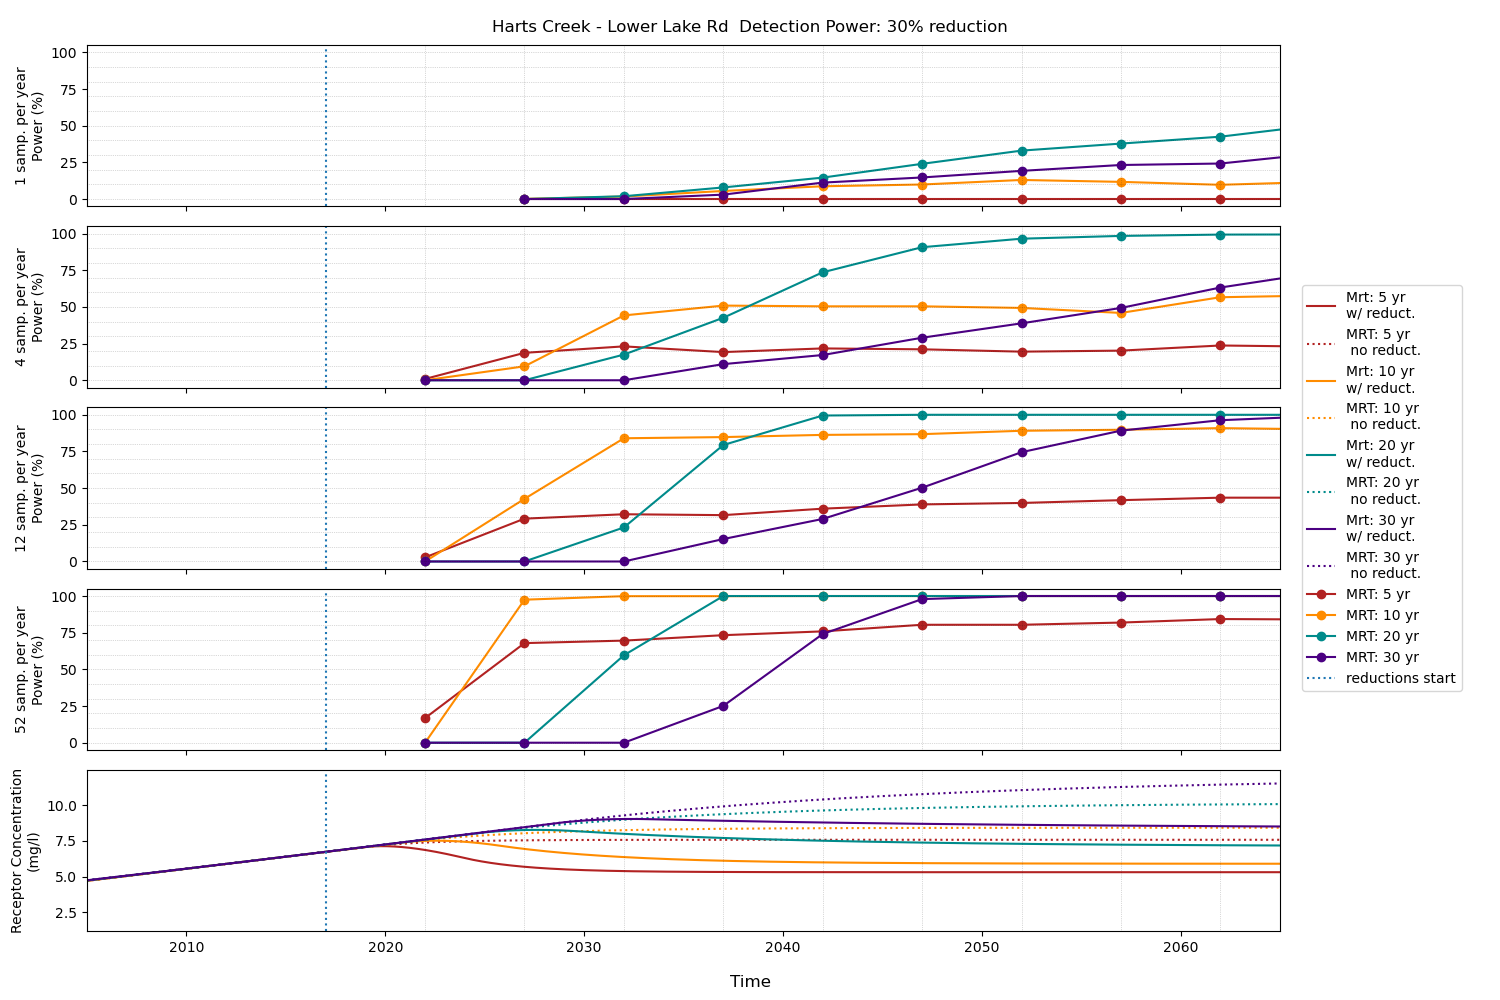 Harts Creek - Lower Lake Rd  Detection Power: 30% reduction
1 samp. per year
Power (%)
100
75
50
25
0
4 samp. per year
Power (%)
100
75
50
25
0
12 samp. per year
Power (%)
100
75
50
25
0
52 samp. per year
Power (%)
100
75
50
25
0
Receptor Concentration
(mg/l)
10.0
7.5
5.0
2.5
2010
2020
2030
2040
2050
2060
Time
Mrt: 5 yr
w/ reduct.
MRT: 5 yr
no reduct.
Mrt: 10 yr
w/ reduct.
MRT: 10 yr
no reduct.
Mrt: 20 yr
w/ reduct.
MRT: 20 yr
no reduct.
Mrt: 30 yr
w/ reduct.
MRT: 30 yr
no reduct.
MRT: 5 yr
MRT: 10 yr
MRT: 20 yr
MRT: 30 yr
reductions start